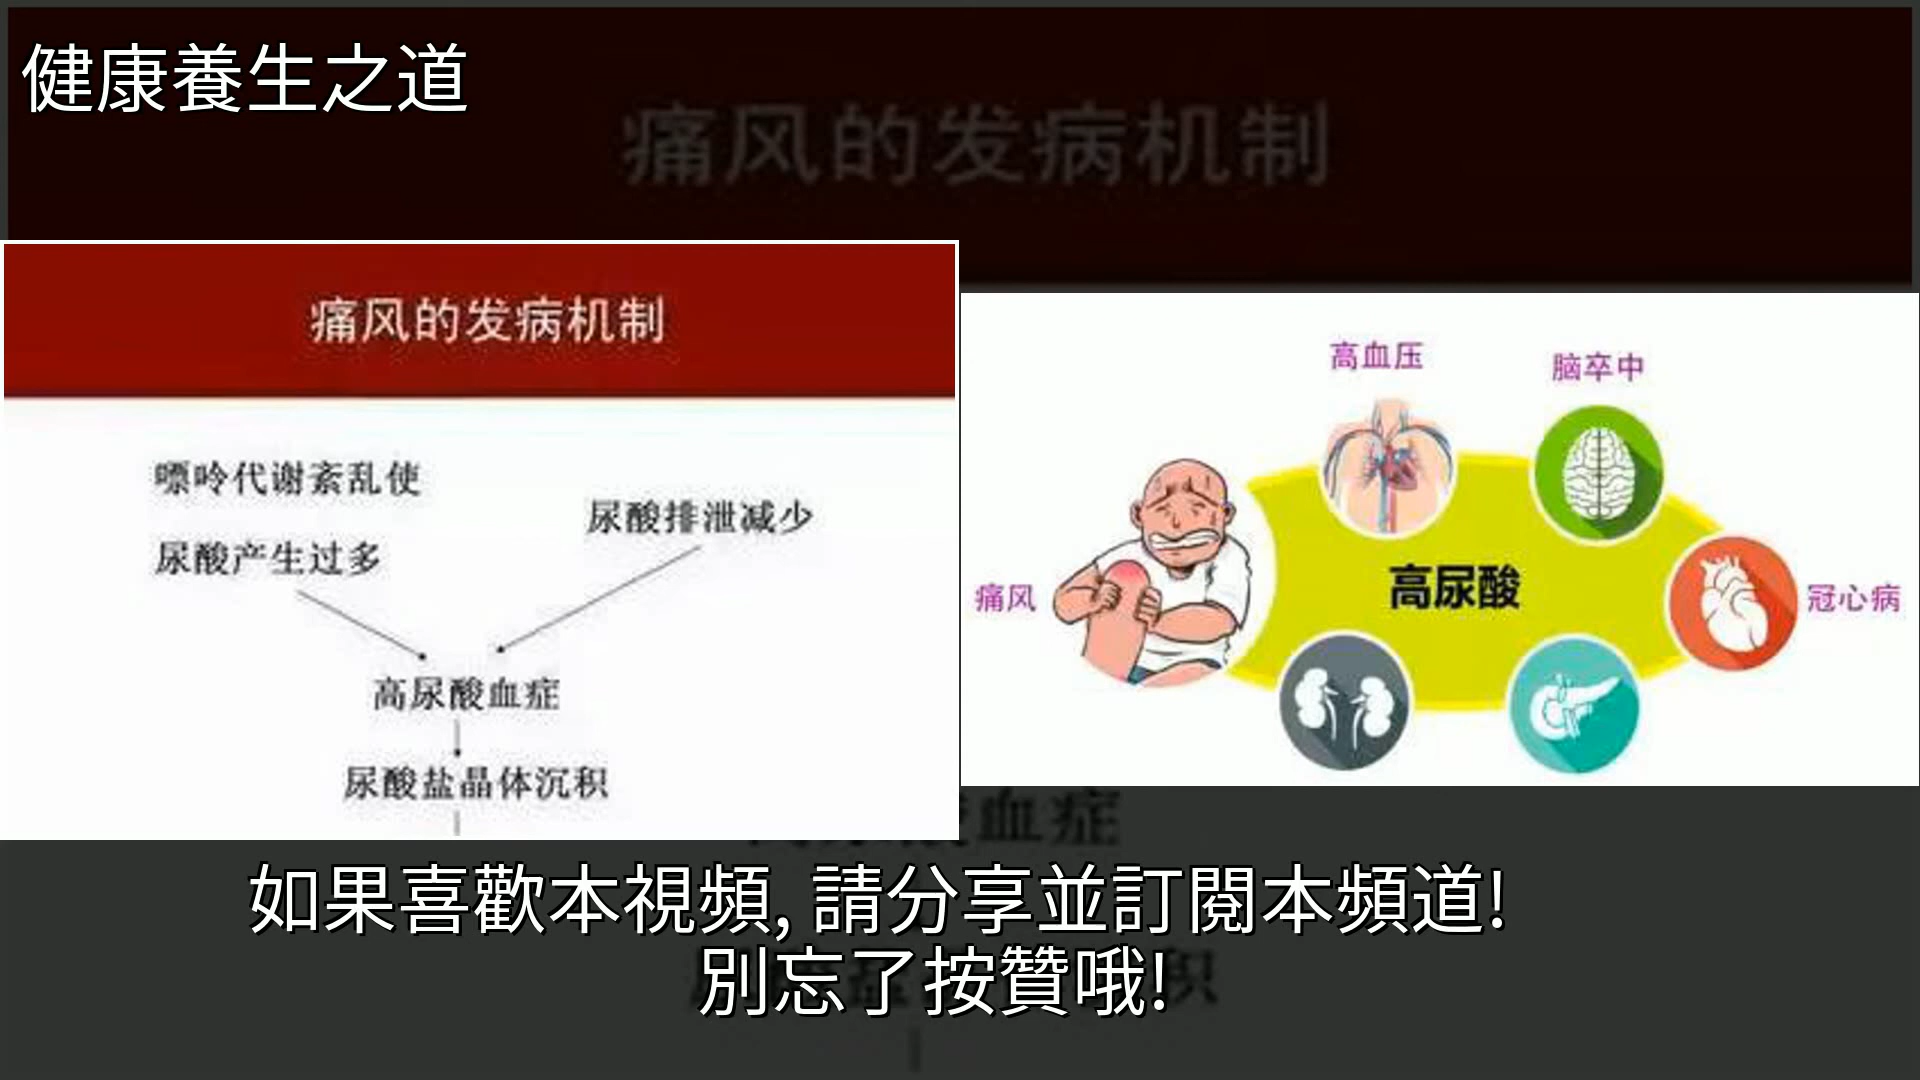 健康養生之道
痛风的发病机制
痛风的发病机制
嘌呤代谢紊乱使
尿酸产生过多
尿酸排泄减少
高尿酸血症
尿酸盐晶体沉积
高血压
脑卒中
痛风
高尿酸
冠心病
血症
如果喜歡本視頻, 請分享並訂閱本頻道!
別忘了按贊哦!
积